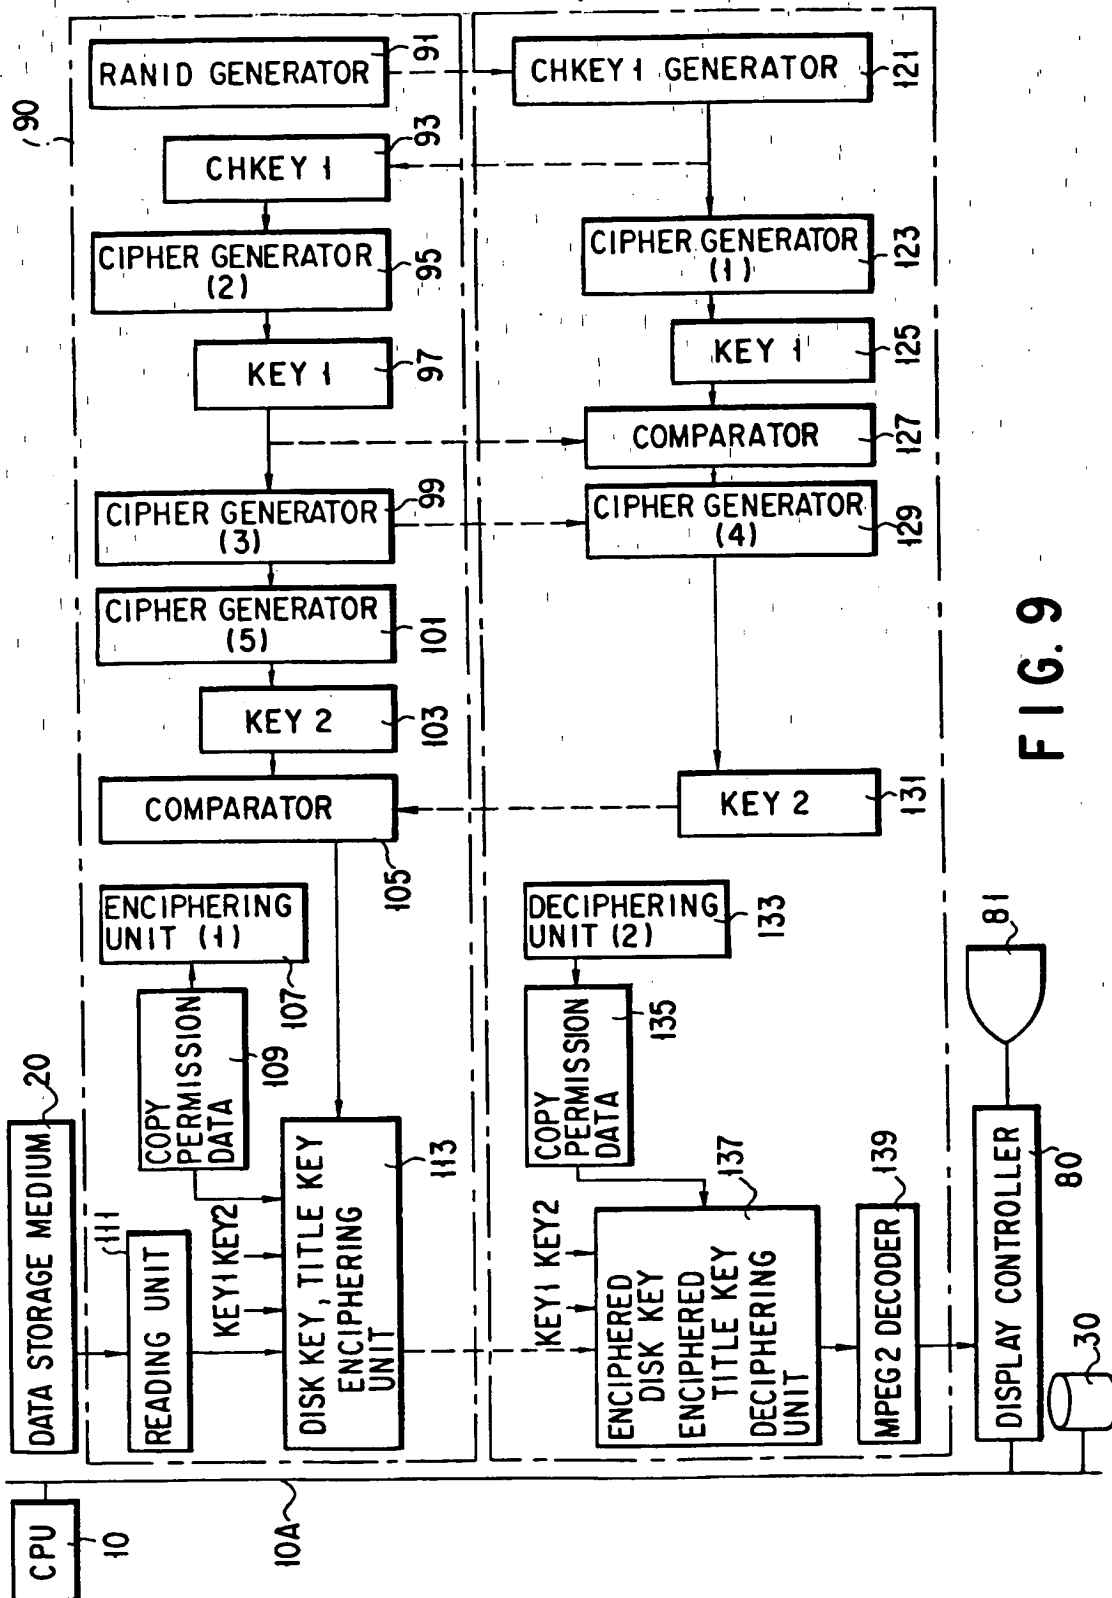 CPU
10
10A
DATA STORAGE MEDIUM
20
90
111
READING UNIT
KEY1 KEY2
COPY
PERMISSION
DATA
109
ENCIPHERING
UNIT (1)
107
DISK KEY, TITLE KEY
ENCIPHERING
UNIT
113
COMPARATOR
105
KEY 2
103
CIPHER GENERATOR
(5)
101
CIPHER GENERATOR
(3)
99
KEY 1
97
CIPHER GENERATOR
(2)
95
CHKEY 1
93
RANID GENERATOR
91
CHKEY 1 GENERATOR
121
CIPHER GENERATOR
(1)
123
KEY 1
125
COMPARATOR
127
CIPHER GENERATOR
(4)
129
KEY 2
131
DECIPHERING
UNIT (2)
133
COPY
PERMISSION
DATA
135
KEY1 KEY2
ENCIPHERED
DISK KEY
ENCIPHERED
TITLE KEY
DECIPHERING
UNIT
137
MPEG2 DECODER
139
DISPLAY CONTROLLER
80
81
30
FIG. 9